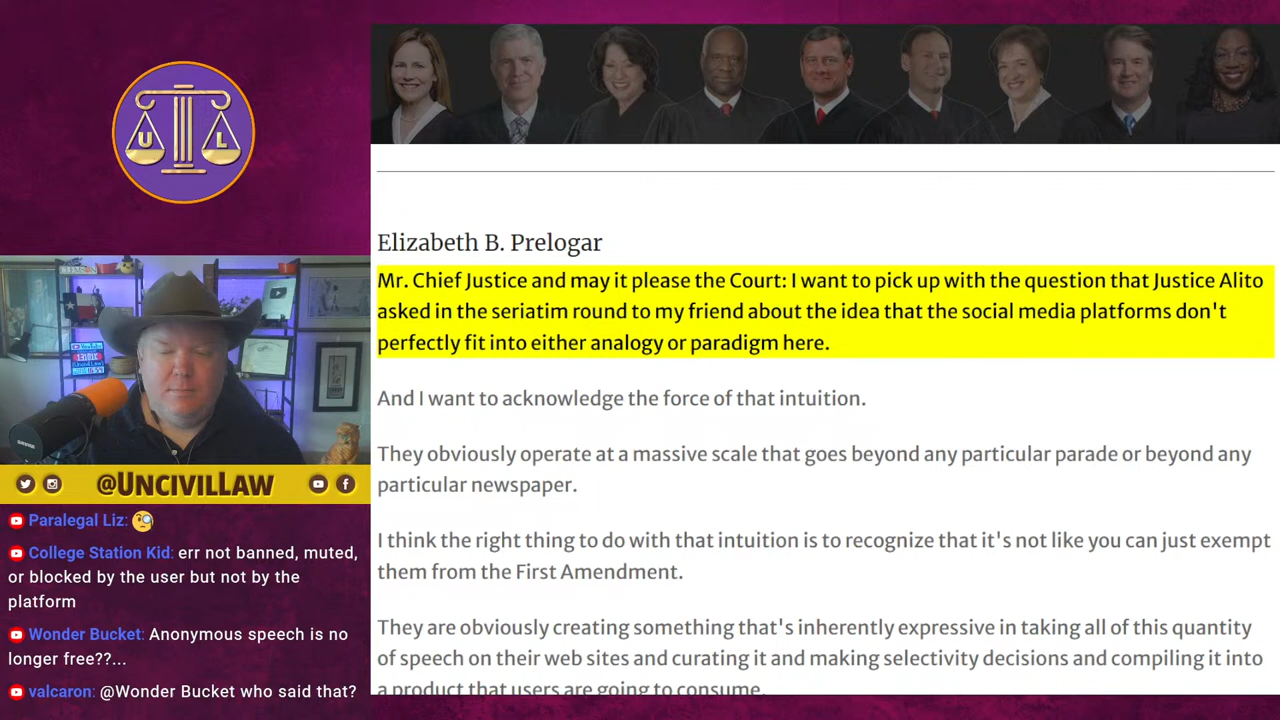 U L
@UNCIVILLAW
Paralegal Liz:
College Station Kid: err not banned, muted,
or blocked by the user but not by the
platform
Wonder Bucket: Anonymous speech is no
longer free??...
valcaron: @Wonder Bucket who said that?
Elizabeth B. Prelogar
Mr. Chief Justice and may it please the Court: I want to pick up with the question that Justice Alito
asked in the seriatim round to my friend about the idea that the social media platforms don't
perfectly fit into either analogy or paradigm here.
And I want to acknowledge the force of that intuition.
They obviously operate at a massive scale that goes beyond any particular parade or beyond any
particular newspaper.
I think the right thing to do with that intuition is to recognize that it's not like you can just exempt
them from the First Amendment.
They are obviously creating something that's inherently expressive in taking all of this quantity
of speech on their web sites and curating it and making selectivity decisions and compiling it into
a product that users are going to consume.